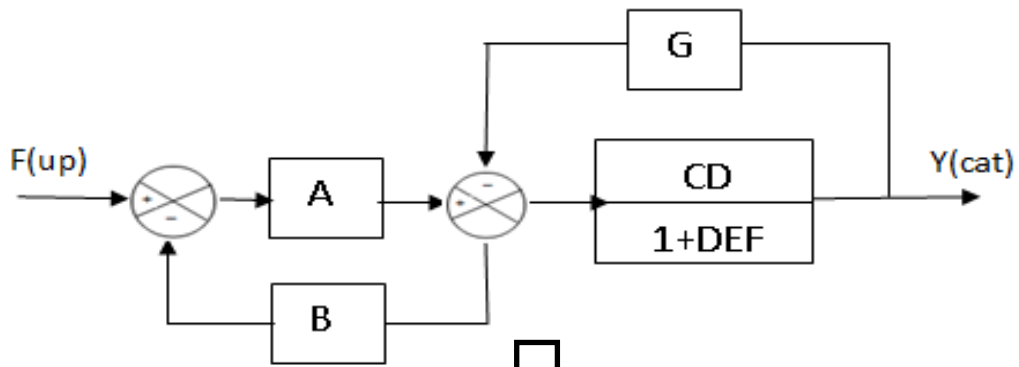 G
F(up)
Y(cat)
+
-
A
-
+
CD
1+DEF
B